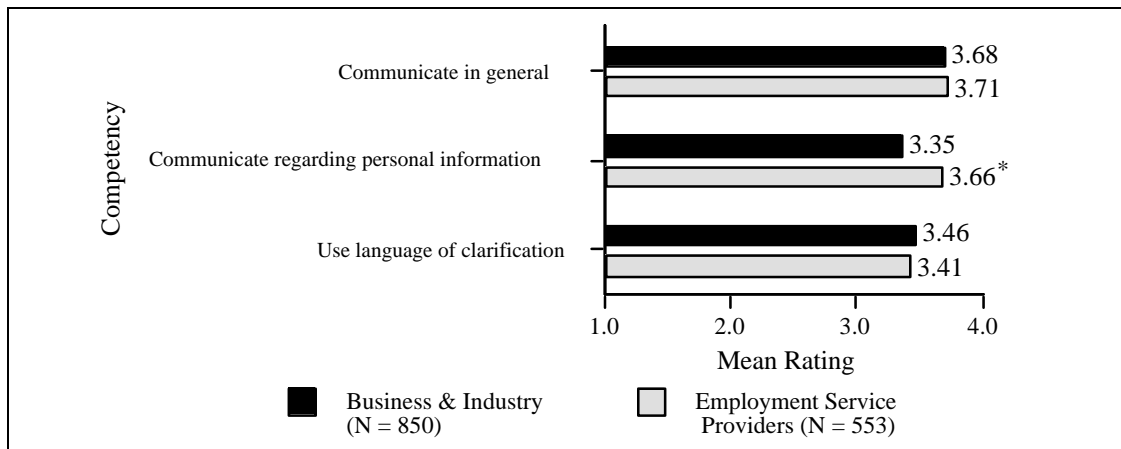 Competency
Communicate in general
3.68
3.71
Communicate regarding personal information
3.35
3.66*
Use language of clarification
3.46
3.41
1.0 2.0 3.0 4.0
Mean Rating
Business & Industry
(N = 850)
Employment Service
Providers (N = 553)